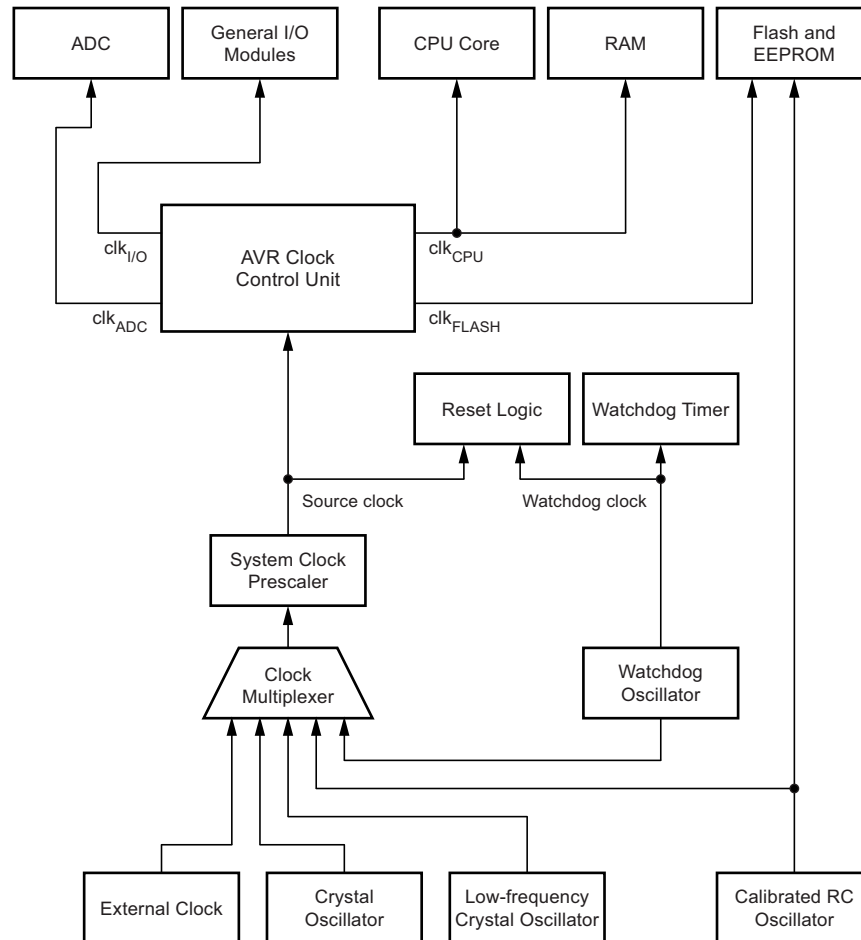 ADC
General I/O
Modules
CPU Core
RAM
Flash and
EEPROM
clkI/O
AVR Clock
Control Unit
clkCPU
clkADC
clkFLASH
Reset Logic
Watchdog Timer
Source clock
Watchdog clock
System Clock
Prescaler
Clock
Multiplexer
Watchdog
Oscillator
External Clock
Crystal
Oscillator
Low-frequency
Crystal Oscillator
Calibrated RC
Oscillator